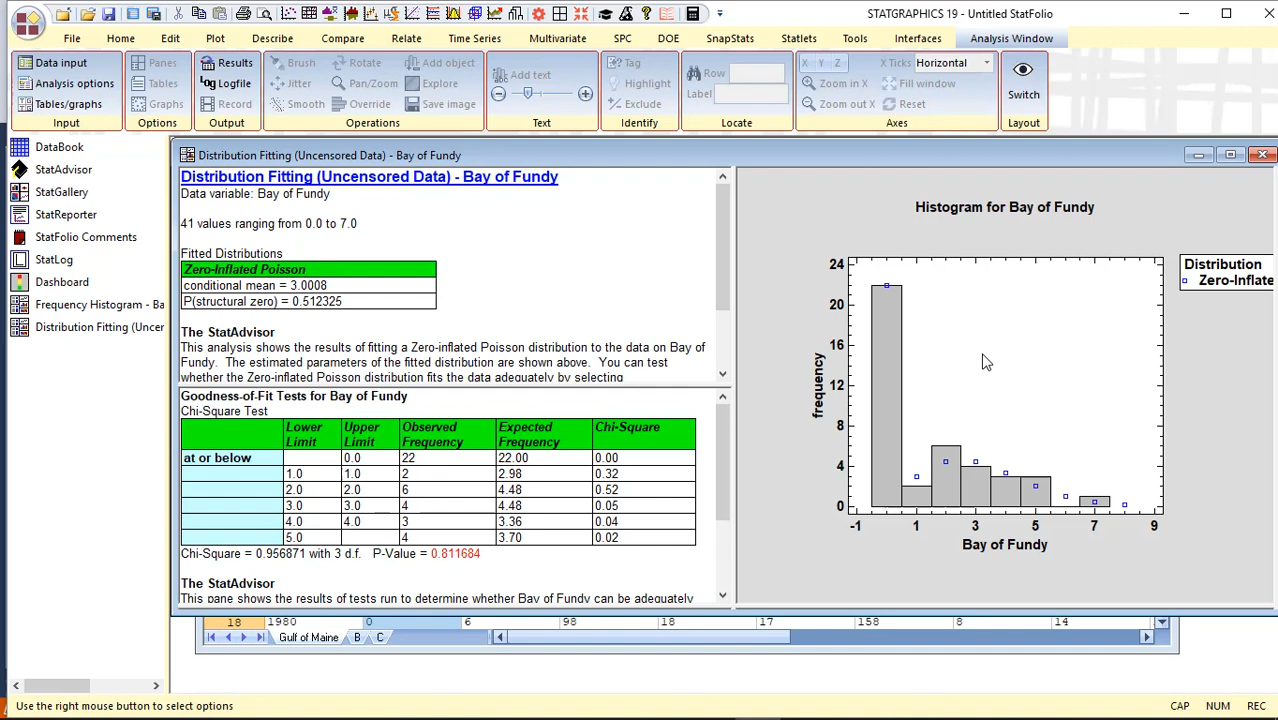 STATGRAPHICS 19 - Untitled StatFolio
File Home Edit Plot Describe Compare Relate Time Series Multivariate SPC DOE SnapStats Statlets Tools Interfaces Analysis Window
Data input Panes Results Brush Rotate Add object Add text Tag Row X Y Z X Ticks Horizontal
Analysis options Tables Logfile Jitter Pan/Zoom Explore Highlight Label Zoom in X Fill window Switch
Tables/graphs Graphs Record Smooth Override Save image Exclude Zoom out X Reset
Input Options Output Operations Text Identify Locate Axes Layout
DataBook
StatAdvisor
StatGallery
StatReporter
StatFolio Comments
StatLog
Dashboard
Frequency Histogram - Ba
Distribution Fitting (Uncen
Distribution Fitting (Uncensored Data) - Bay of Fundy
Distribution Fitting (Uncensored Data) - Bay of Fundy
Data variable: Bay of Fundy
41 values ranging from 0.0 to 7.0
Fitted Distributions
Zero-Inflated Poisson
conditional mean = 3.0008
P(structural zero) = 0.512325
The StatAdvisor
This analysis shows the results of fitting a Zero-inflated Poisson distribution to the data on Bay of
Fundy. The estimated parameters of the fitted distribution are shown above. You can test
whether the Zero-inflated Poisson distribution fits the data adequately by selecting
Goodness-of-Fit Tests for Bay of Fundy
Chi-Square Test
Lower Upper Observed Expected Chi-Square
Limit Limit Frequency Frequency
at or below 0.0 22 22.00 0.00
1.0 1.0 2 2.98 0.32
2.0 2.0 6 4.48 0.52
3.0 3.0 4 4.48 0.05
4.0 4.0 3 3.36 0.04
5.0 4 3.70 0.02
Chi-Square = 0.956871 with 3 d.f. P-Value = 0.811684
The StatAdvisor
This pane shows the results of tests run to determine whether Bay of Fundy can be adequately
Histogram for Bay of Fundy
Distribution
Zero-Inflate
24
20
16
12
8
4
0
frequency
-1 1 3 5 7 9
Bay of Fundy
18 1980 0 6 98 18 17 158 8 14
Gulf of Maine B C
Use the right mouse button to select options CAP NUM REC